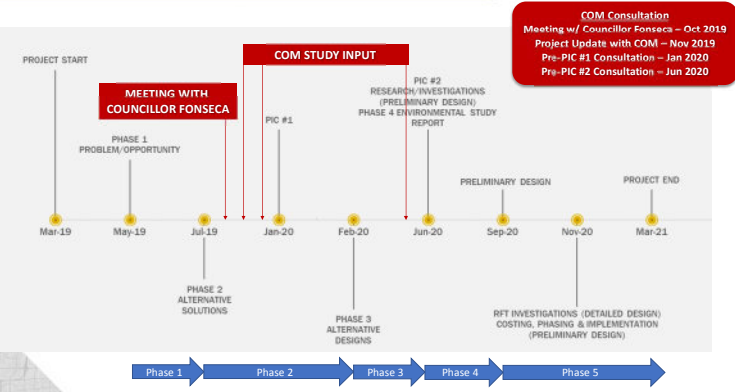 COM Consultation
Meeting w/ Councillor Fonseca – Oct 2019
Project Update with COM – Nov 2019
Pre-PIC #1 Consultation – Jan 2020
Pre-PIC #2 Consultation – Jun 2020
PROJECT START
COM STUDY INPUT
MEETING WITH
COUNCILLOR FONSECA
PIC #2
RESEARCH/INVESTIGATIONS
(PRELIMINARY DESIGN)
PHASE 4 ENVIRONMENTAL STUDY
REPORT
PIC #1
PHASE 1
PROBLEM/OPPORTUNITY
PRELIMINARY DESIGN
PROJECT END
Mar-19
May-19
Jul-19
Jan-20
Feb-20
Jun-20
Sep-20
Nov-20
Mar-21
PHASE 2
ALTERNATIVE
SOLUTIONS
PHASE 3
ALTERNATIVE
DESIGNS
RFT INVESTIGATIONS (DETAILED DESIGN)
COSTING, PHASING & IMPLEMENTATION
(PRELIMINARY DESIGN)
Phase 1
Phase 2
Phase 3
Phase 4
Phase 5